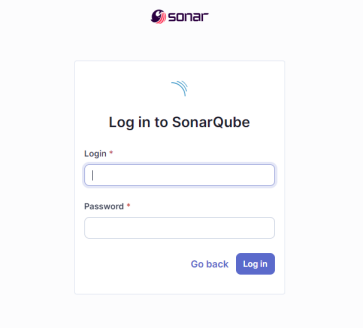 sonar
Log in to SonarQube
Login *
Password *
Go back Log in